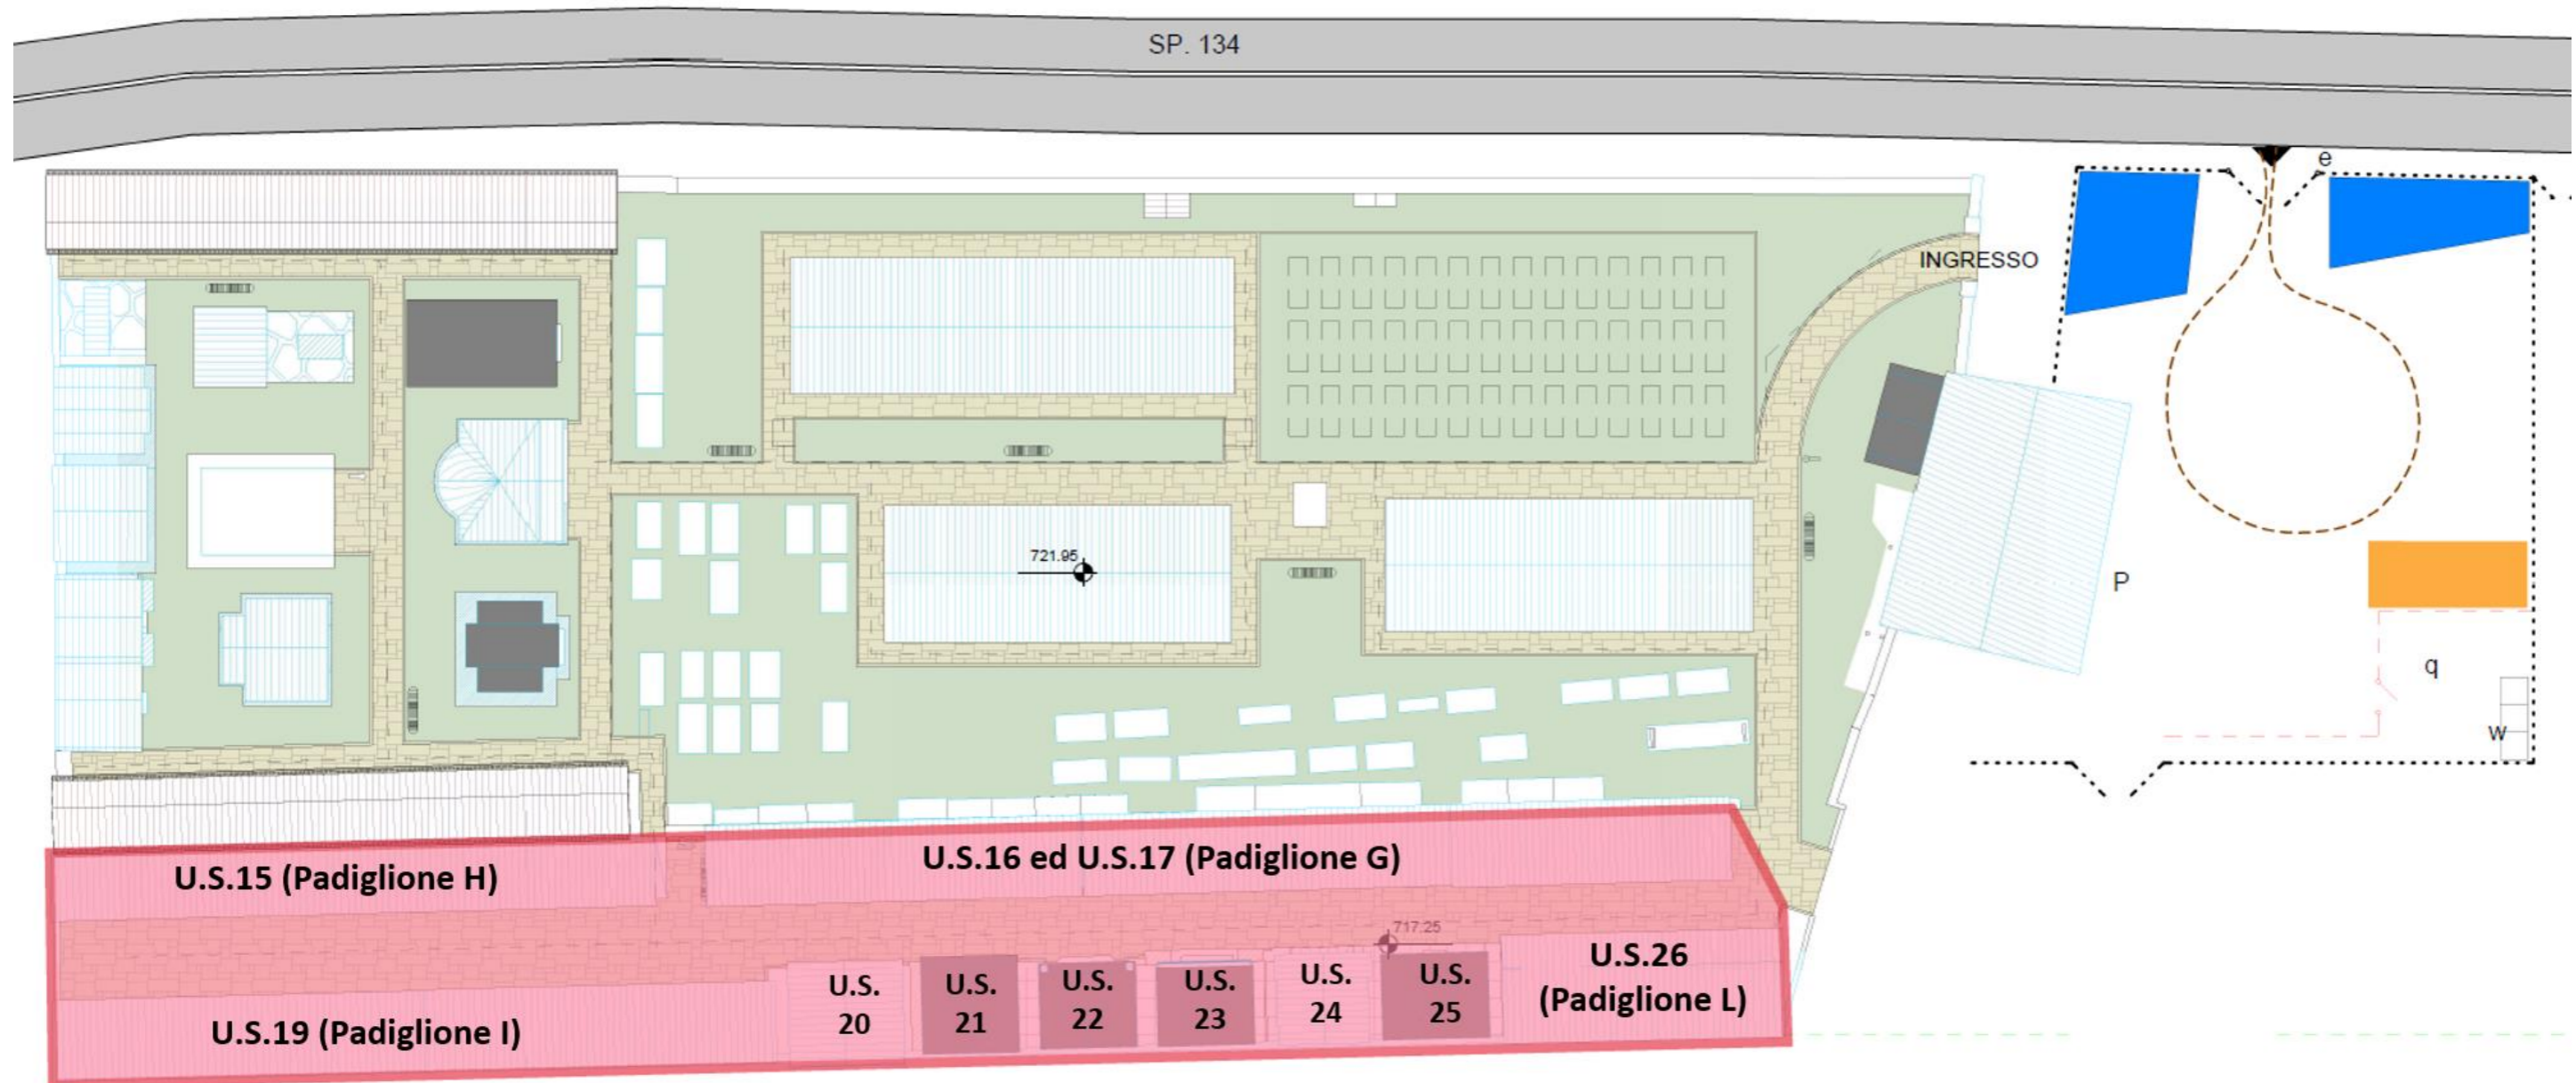 SP. 134
e
INGRESSO
721.95
P
q
w
U.S.15 (Padiglione H)
U.S.16 ed U.S.17 (Padiglione G)
717.25
U.S.19 (Padiglione I)
U.S.
20
U.S.
21
U.S.
22
U.S.
23
U.S.
24
U.S.
25
U.S.26
(Padiglione L)